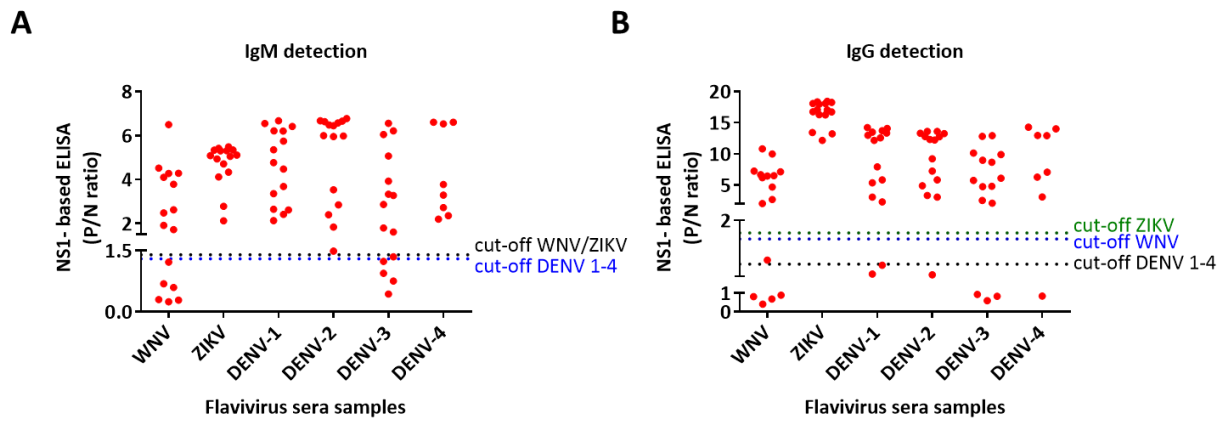 A
IgM detection
NS1- based ELISA
(P/N ratio)
8
6
4
2
1.5
0.0
cut-off WNV/ZIKV
cut-off DENV 1-4
WNV
ZIKV
DENV-1
DENV-2
DENV-3
DENV-4
Flavivirus sera samples
B
IgG detection
NS1- based ELISA
(P/N ratio)
20
15
10
5
2
1
0
cut-off ZIKV
cut-off WNV
cut-off DENV 1-4
WNV
ZIKV
DENV-1
DENV-2
DENV-3
DENV-4
Flavivirus sera samples